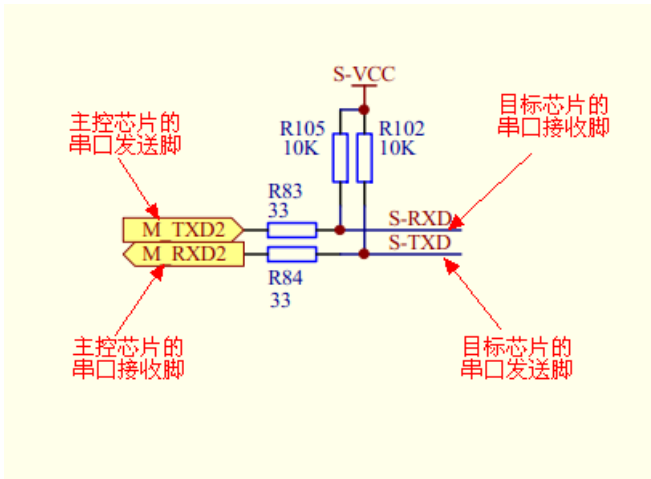 S-VCC
主控芯片的
串口发送脚
目标芯片的
串口接收脚
R105
10K
R102
10K
R83
33
M_TXD2
S-RXD
M_RXD2
S-TXD
R84
33
主控芯片的
串口接收脚
目标芯片的
串口发送脚